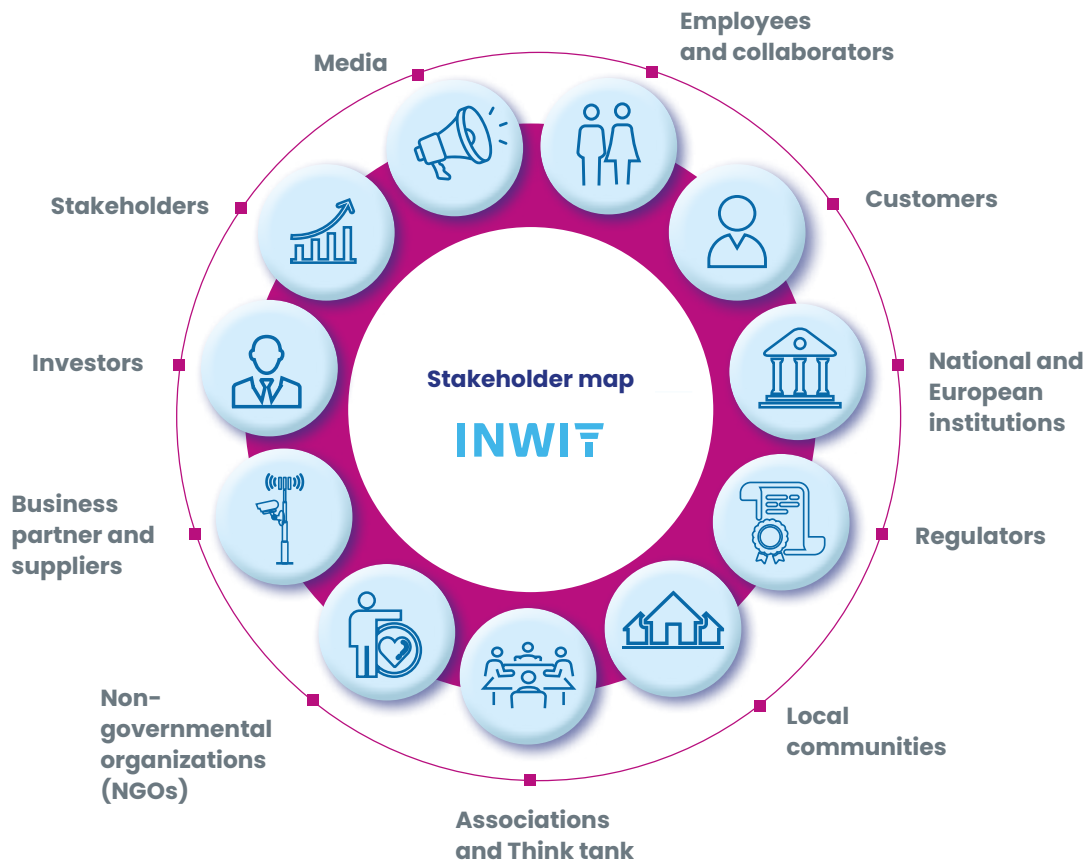 Employees
and collaborators
Media
Customers
Stakeholders
National and
European
institutions
Investors
Stakeholder map
INWIT
Business
partner and
suppliers
Regulators
Non-
governmental
organizations
(NGOs)
Local
communities
Associations
and Think tank